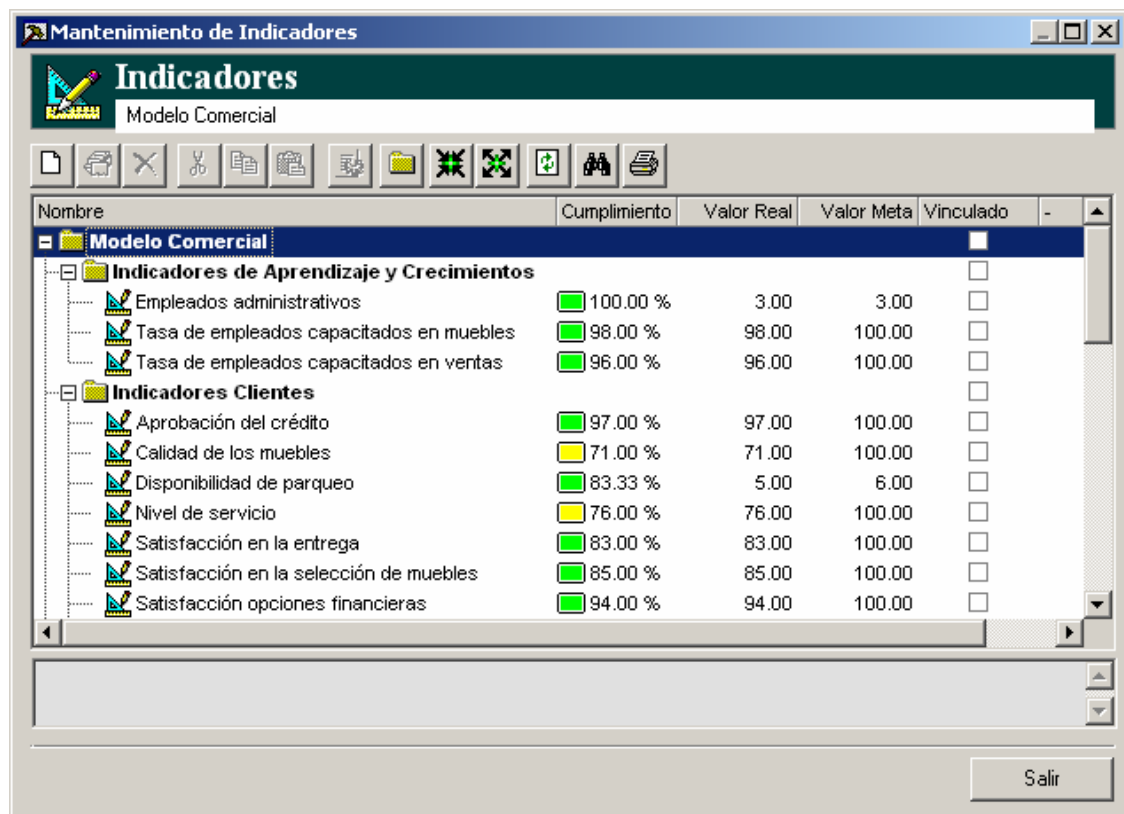 Mantenimiento de Indicadores
Indicadores
Modelo Comercial
Nombre Cumplimiento Valor Real Valor Meta Vinculado -
Modelo Comercial
Indicadores de Aprendizaje y Crecimientos
Empleados administrativos 100.00 % 3.00 3.00
Tasa de empleados capacitados en muebles 98.00 % 98.00 100.00
Tasa de empleados capacitados en ventas 96.00 % 96.00 100.00
Indicadores Clientes
Aprobación del crédito 97.00 % 97.00 100.00
Calidad de los muebles 71.00 % 71.00 100.00
Disponibilidad de parqueo 83.33 % 5.00 6.00
Nivel de servicio 76.00 % 76.00 100.00
Satisfacción en la entrega 83.00 % 83.00 100.00
Satisfacción en la selección de muebles 85.00 % 85.00 100.00
Satisfacción opciones financieras 94.00 % 94.00 100.00
Salir